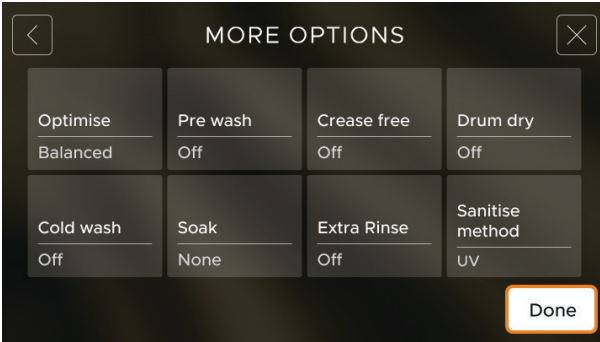 MORE OPTIONS
Optimise
Balanced
Pre wash
Off
Crease free
Off
Drum dry
Off
Cold wash
Off
Soak
None
Extra Rinse
Off
Sanitise
method
UV
Done